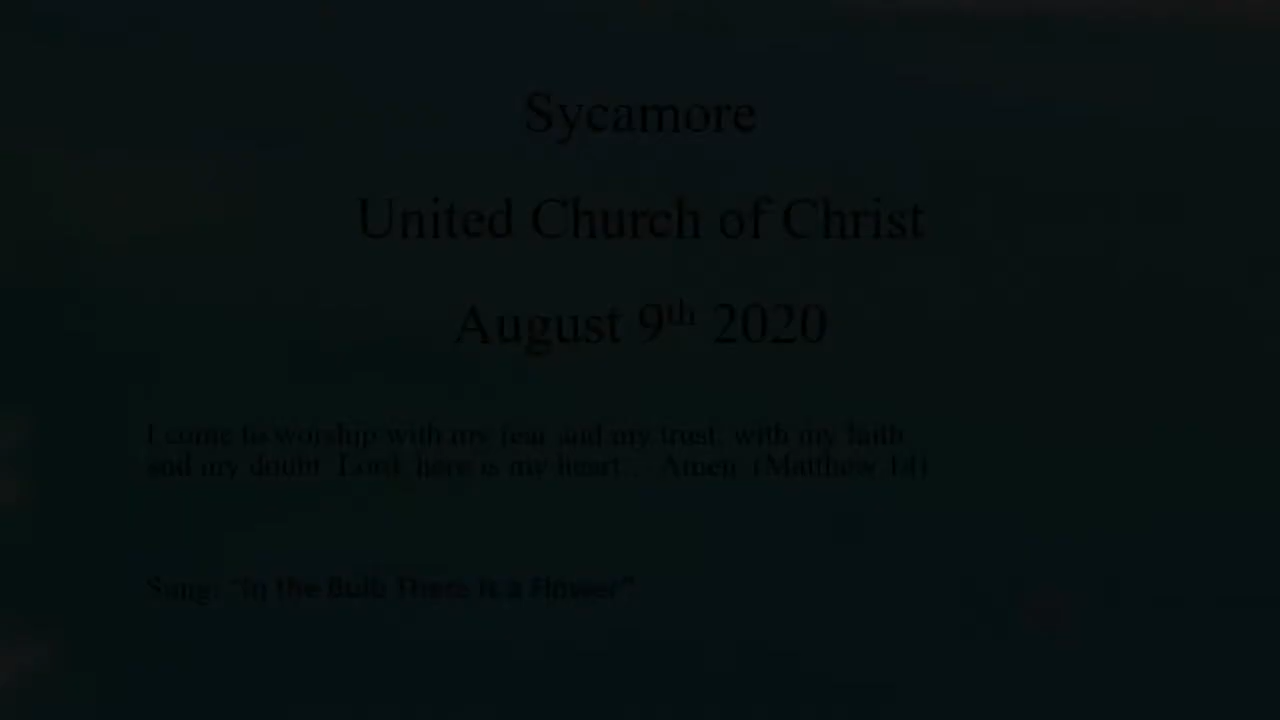 Sycamore
United Church of Christ
August 9th 2020
I come to worship with my fear and my trust, with my faith
and my doubt. Lord, here is my heart... Amen. (Matthew 14)
Song: "In the Bulb There Is a Flower"